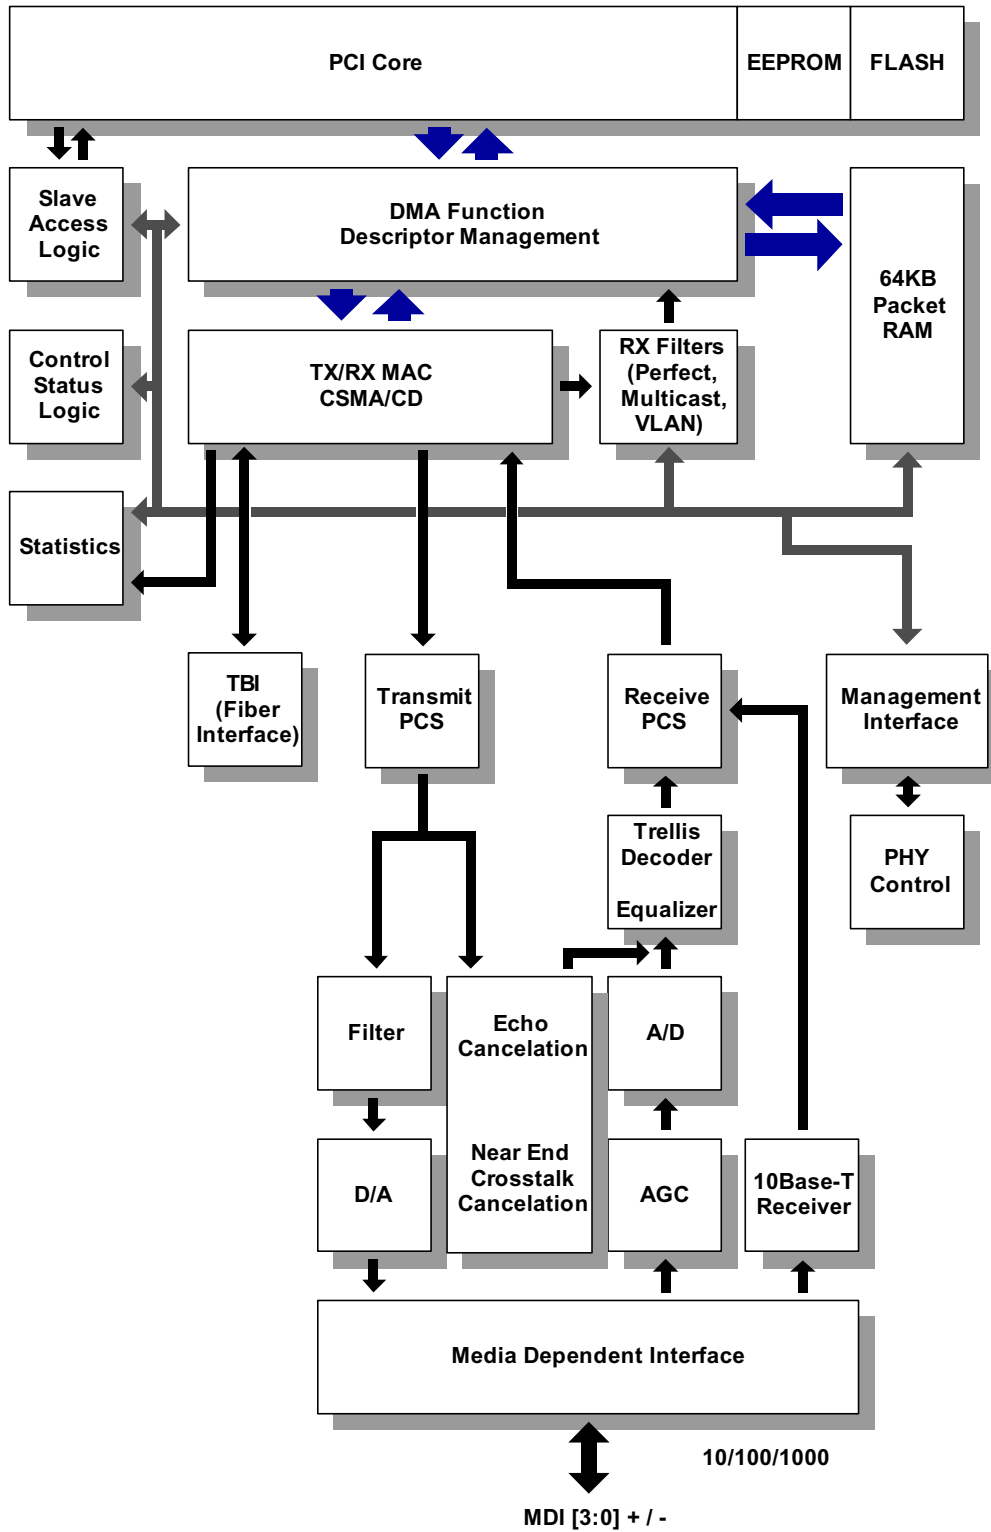 PCI Core
EEPROM
FLASH
Slave
Access
Logic
DMA Function
Descriptor Management
64KB
Packet
RAM
Control
Status
Logic
TX/RX MAC
CSMA/CD
RX Filters
(Perfect,
Multicast,
VLAN)
Statistics
TBI
(Fiber
Interface)
Transmit
PCS
Receive
PCS
Management
Interface
Trellis
Decoder
Equalizer
PHY
Control
Filter
Echo
Cancelation
A/D
D/A
Near End
Crosstalk
Cancelation
AGC
10Base-T
Receiver
Media Dependent Interface
10/100/1000
MDI [3:0] + / -